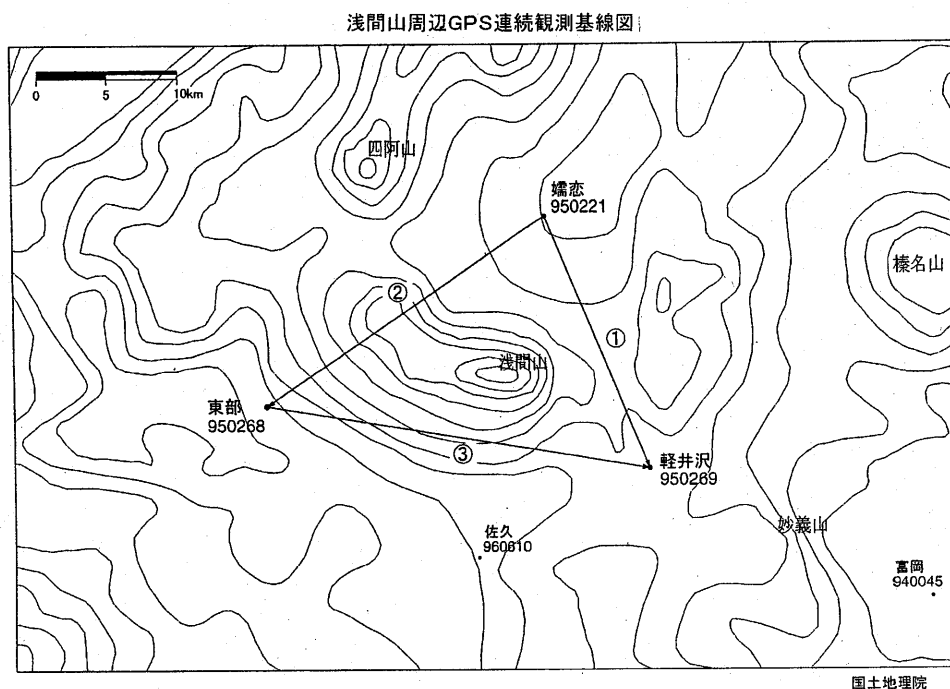 浅間山周辺GPS連続観測基線図
0 5 10km
四阿山
嬬恋
950221
榛名山
②
①
浅間山
東部
950268
③
軽井沢
950269
佐久
960610
妙義山
富岡
940045
国土地理院